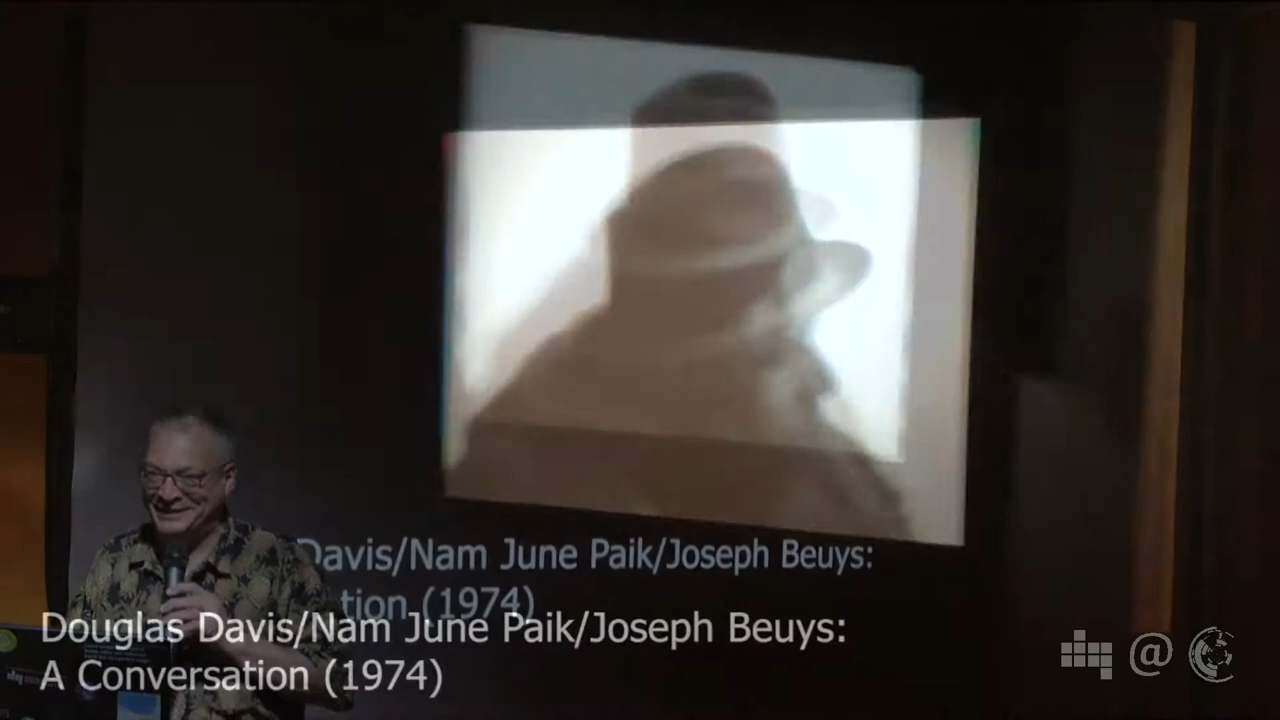 Davis/Nam June Paik/Joseph Beuys:
tion (1974)
Douglas Davis/Nam June Paik/Joseph Beuys:
A Conversation (1974)
@